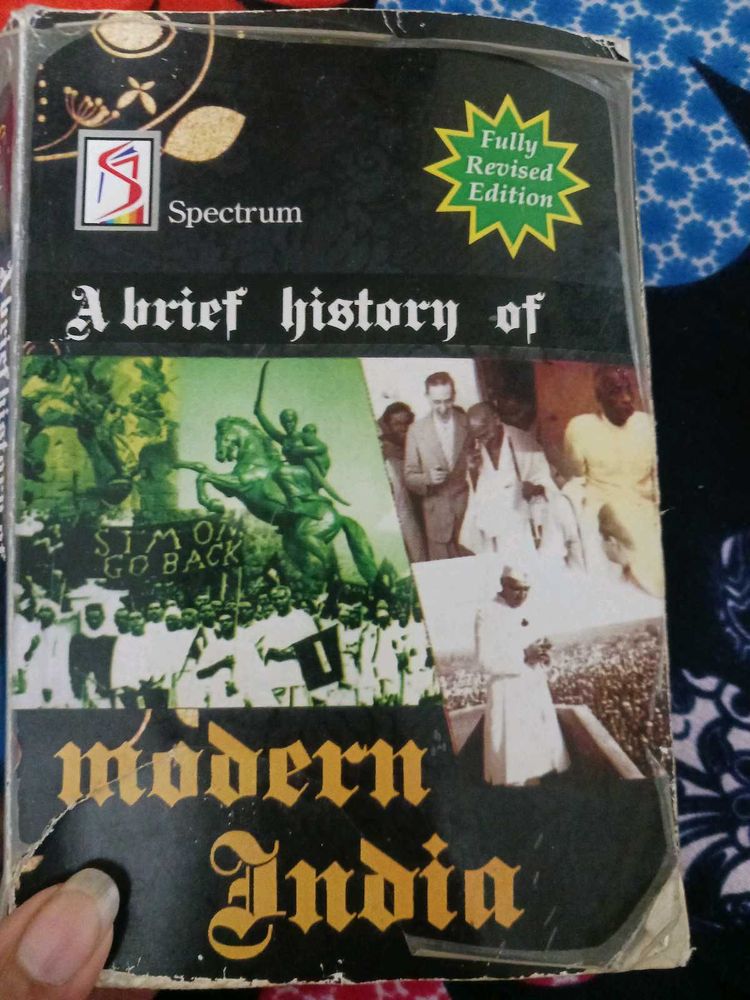 Fully
Revised
Edition
Spectrum
A brief history of
SIMON
GO BACK
modern
India